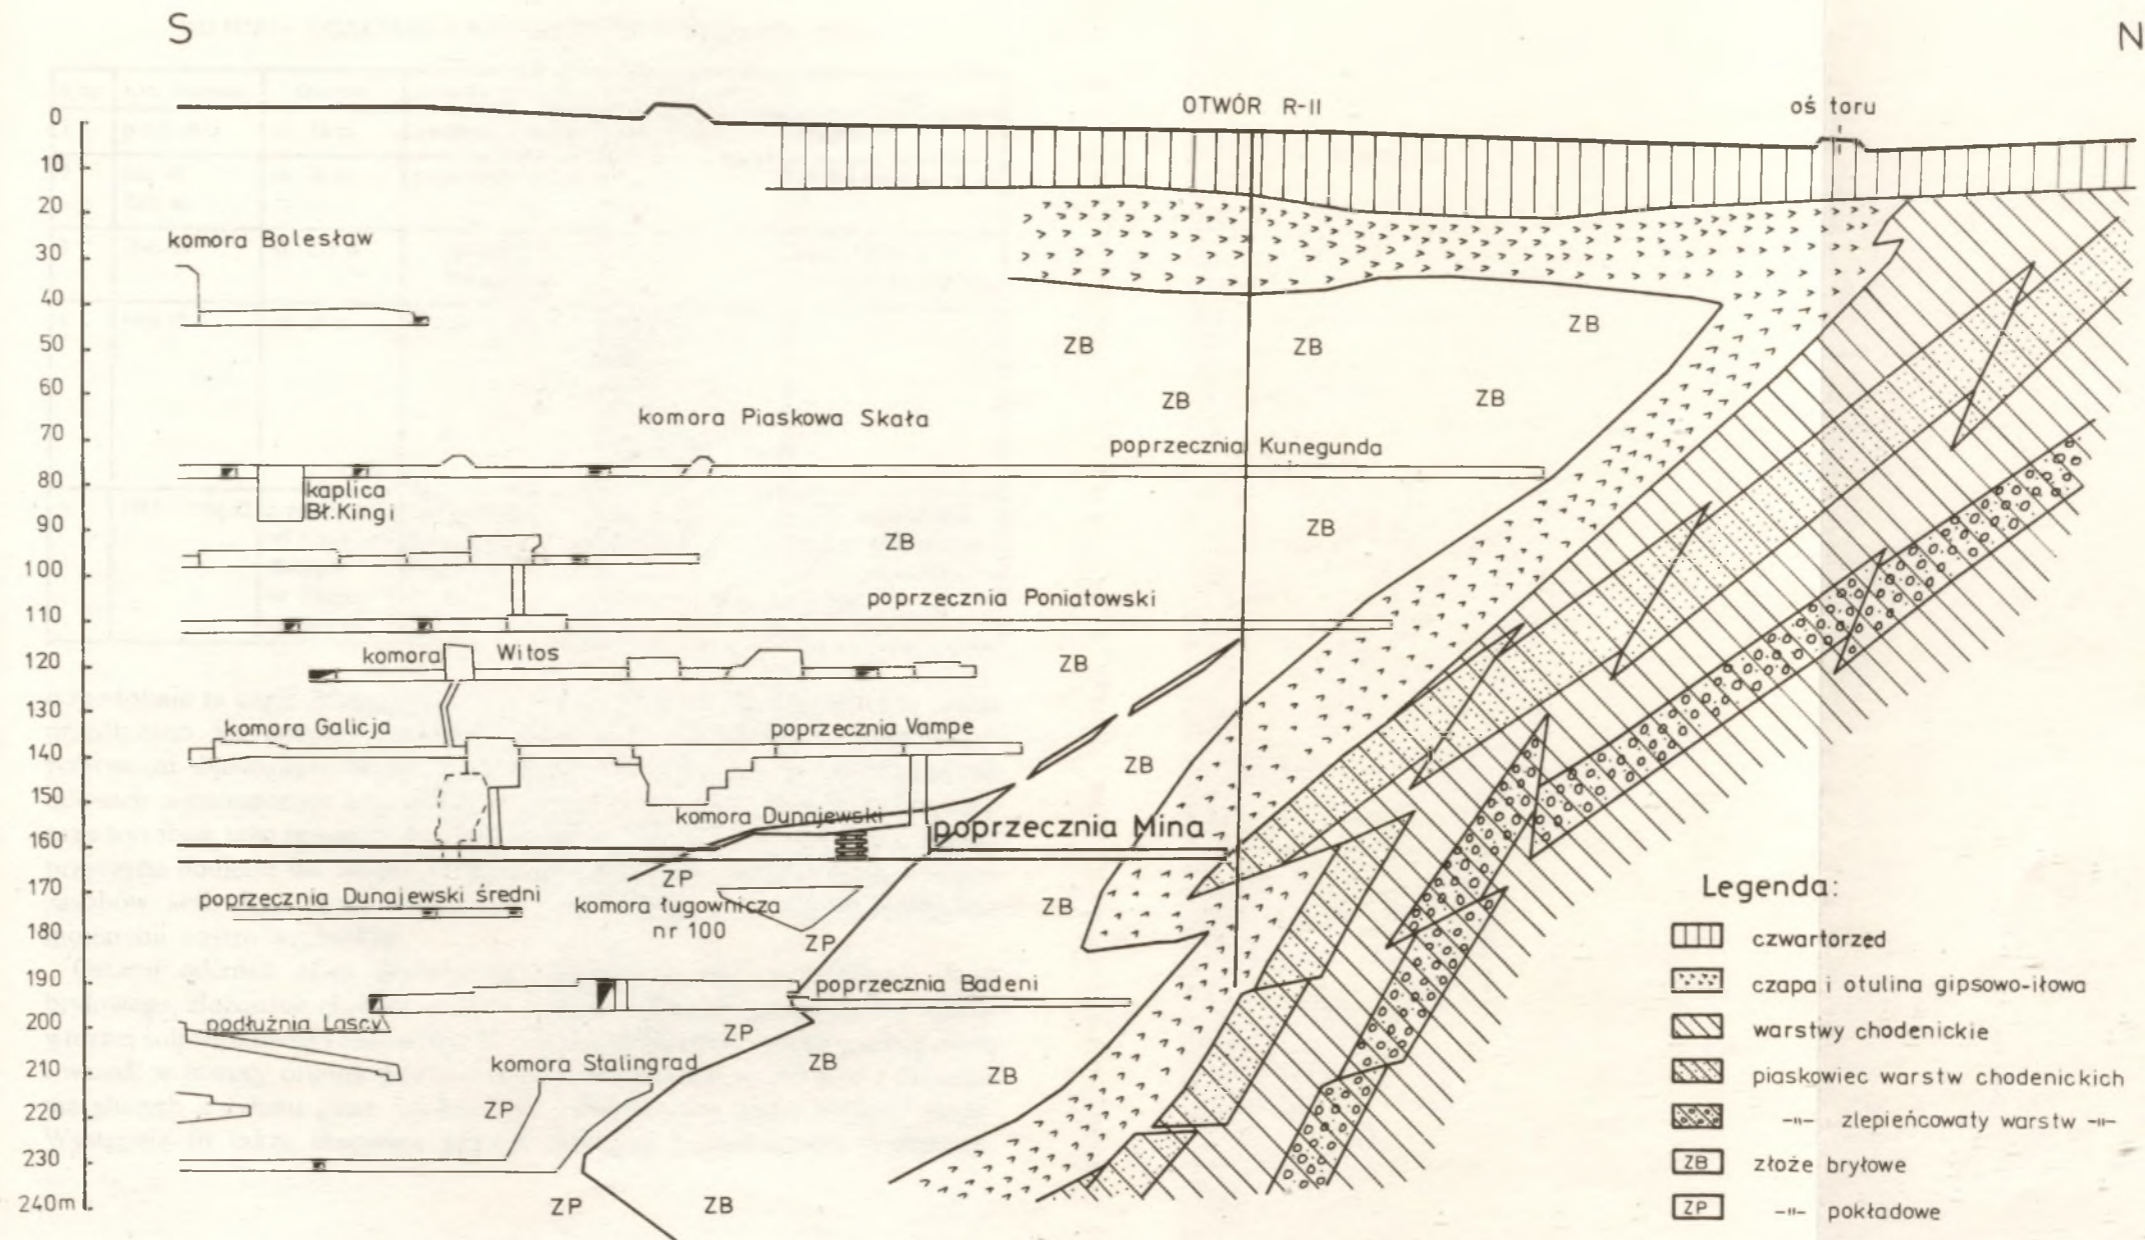 S
N
OTWÓR R-II
oś toru
0
10
20
30
40
50
60
70
80
90
100
110
120
130
140
150
160
170
180
190
200
210
220
230
240m
komora Bolesław
ZB
ZB
ZB
ZB
ZB
komora Piaskowa Skała
poprzecznia Kunegunda
kaplica
Bł.Kingi
ZB
ZB
poprzecznia Poniatowski
komora Witos
ZB
komora Galicja
poprzecznia Vampe
ZB
komora Dunajewski
poprzecznia Mina
ZP
poprzecznia Dunajewski średni
komora ługownicza
nr 100
ZP
ZB
poprzecznia Badeni
podłużnia Lascy
ZP
komora Stalingrad
ZB
ZB
ZP
ZP
ZB
Legenda:
czwartorzęd
czapa i otulina gipsowo-iłowa
warstwy chodenickie
piaskowiec warstw chodenickich
-"- zlepieńcowaty warstw -"-
ZB złoże bryłowe
ZP -"- pokładowe